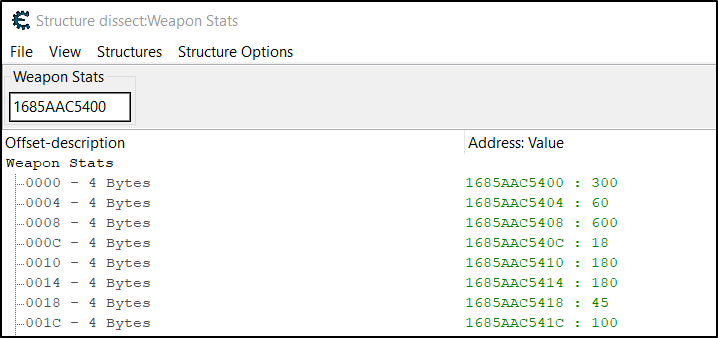 Structure dissect:Weapon Stats
File View Structures Structure Options
Weapon Stats
1685AAC5400
Offset-description Address: Value
Weapon Stats
0000 - 4 Bytes 1685AAC5400 : 300
0004 - 4 Bytes 1685AAC5404 : 60
0008 - 4 Bytes 1685AAC5408 : 600
000C - 4 Bytes 1685AAC540C : 18
0010 - 4 Bytes 1685AAC5410 : 180
0014 - 4 Bytes 1685AAC5414 : 180
0018 - 4 Bytes 1685AAC5418 : 45
001C - 4 Bytes 1685AAC541C : 100